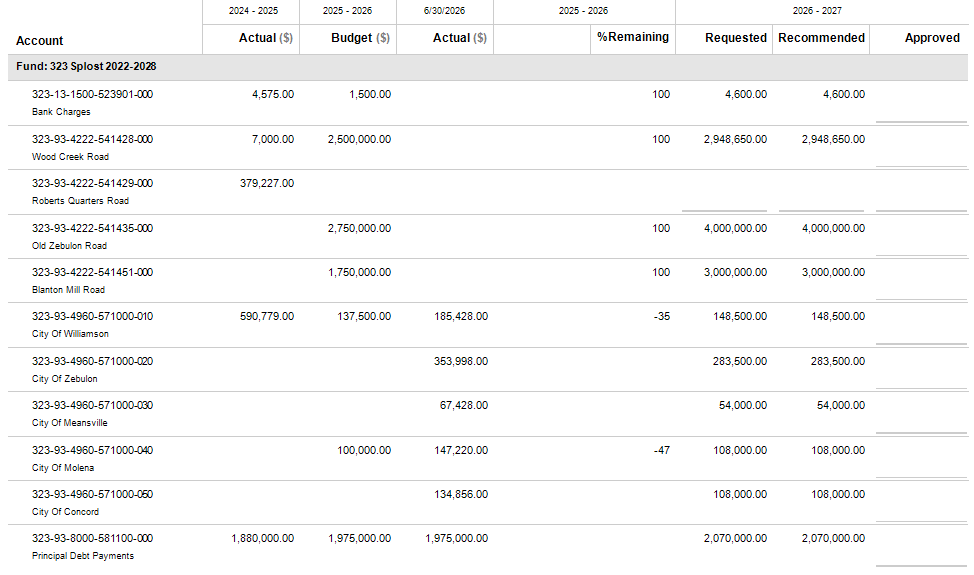 2024 - 2025 2025 - 2026 6/30/2026 2025 - 2026 2026 - 2027
Account Actual ($) Budget ($) Actual ($) %Remaining Requested Recommended Approved
Fund: 323 Splost 2022-2028
323-13-1500-523901-000 4,575.00 1,500.00 100 4,600.00 4,600.00
Bank Charges
323-93-4222-541428-000 7,000.00 2,500,000.00 100 2,948,650.00 2,948,650.00
Wood Creek Road
323-93-4222-541429-000 379,227.00
Roberts Quarters Road
323-93-4222-541435-000 2,750,000.00 100 4,000,000.00 4,000,000.00
Old Zebulon Road
323-93-4222-541451-000 1,750,000.00 100 3,000,000.00 3,000,000.00
Blanton Mill Road
323-93-4960-571000-010 590,779.00 137,500.00 185,428.00 -35 148,500.00 148,500.00
City Of Williamson
323-93-4960-571000-020 353,998.00 283,500.00 283,500.00
City Of Zebulon
323-93-4960-571000-030 67,428.00 54,000.00 54,000.00
City Of Meansville
323-93-4960-571000-040 100,000.00 147,220.00 -47 108,000.00 108,000.00
City Of Molena
323-93-4960-571000-050 134,856.00 108,000.00 108,000.00
City Of Concord
323-93-8000-581100-000 1,880,000.00 1,975,000.00 1,975,000.00 2,070,000.00 2,070,000.00
Principal Debt Payments